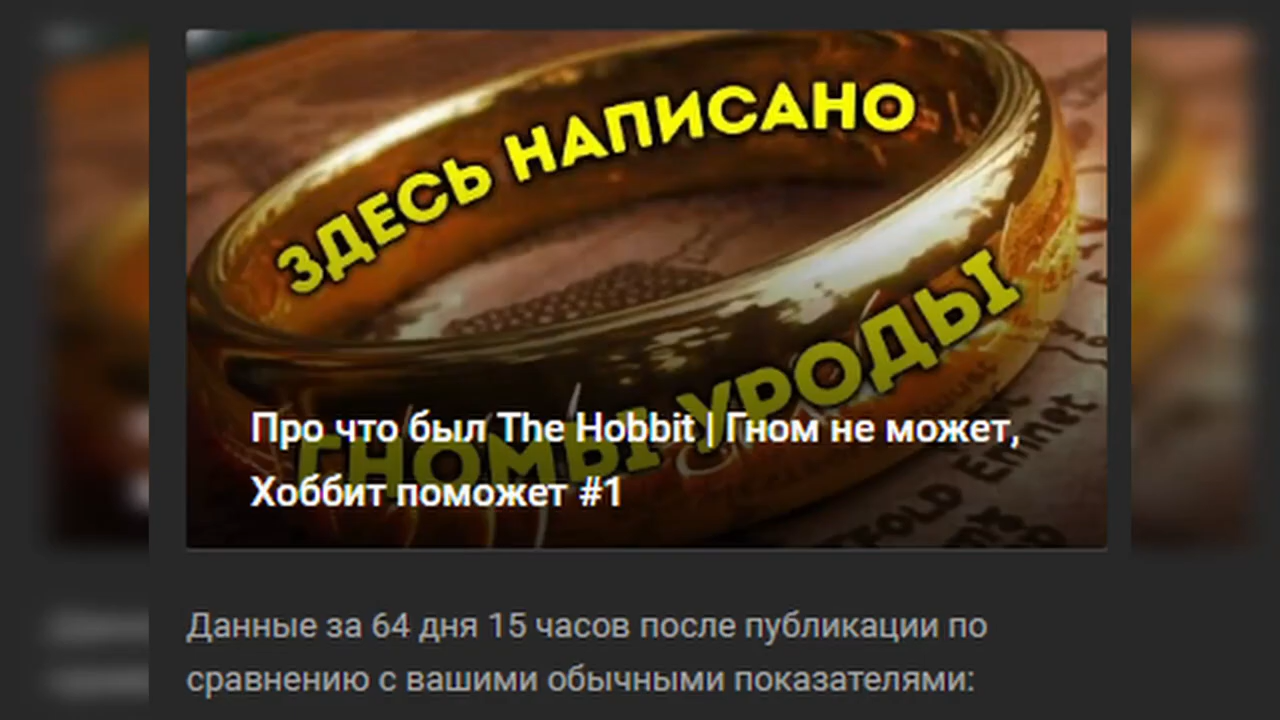 ЗДЕСЬ НАПИСАНО
ГНОМЫ УРОДЫ
Про что был The Hobbit | Гном не может,
Хоббит поможет #1
Данные за 64 дня 15 часов после публикации по
сравнению с вашими обычными показателями: